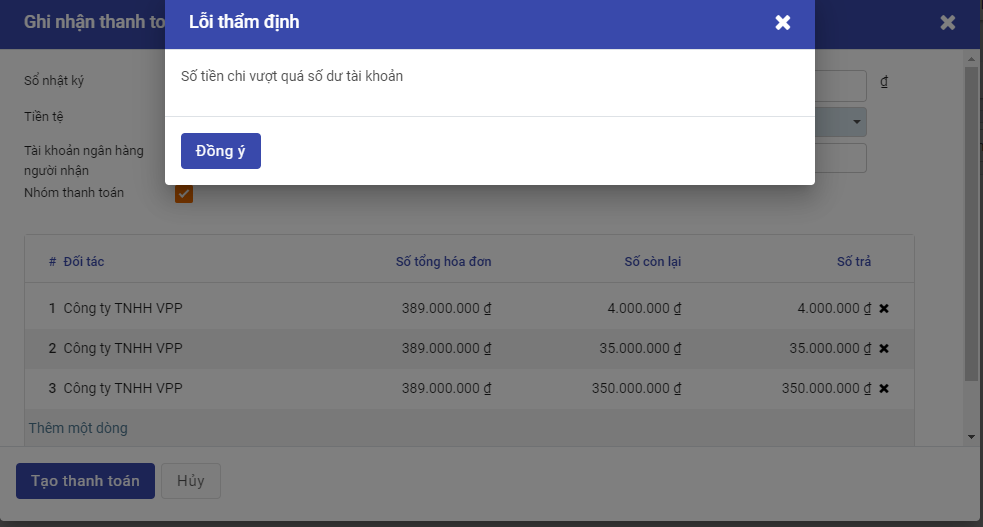 Ghi nhận thanh to
Lỗi thẩm định
Số tiền chi vượt quá số dư tài khoản
Đồng ý
Sổ nhật ký
₫
Tiền tệ
Tài khoản ngân hàng
người nhận
Nhóm thanh toán
# Đối tác Số tổng hóa đơn Số còn lại Số trả
1 Công ty TNHH VPP 389.000.000 ₫ 4.000.000 ₫ 4.000.000 ₫
2 Công ty TNHH VPP 389.000.000 ₫ 35.000.000 ₫ 35.000.000 ₫
3 Công ty TNHH VPP 389.000.000 ₫ 350.000.000 ₫ 350.000.000 ₫
Thêm một dòng
Tạo thanh toán Hủy